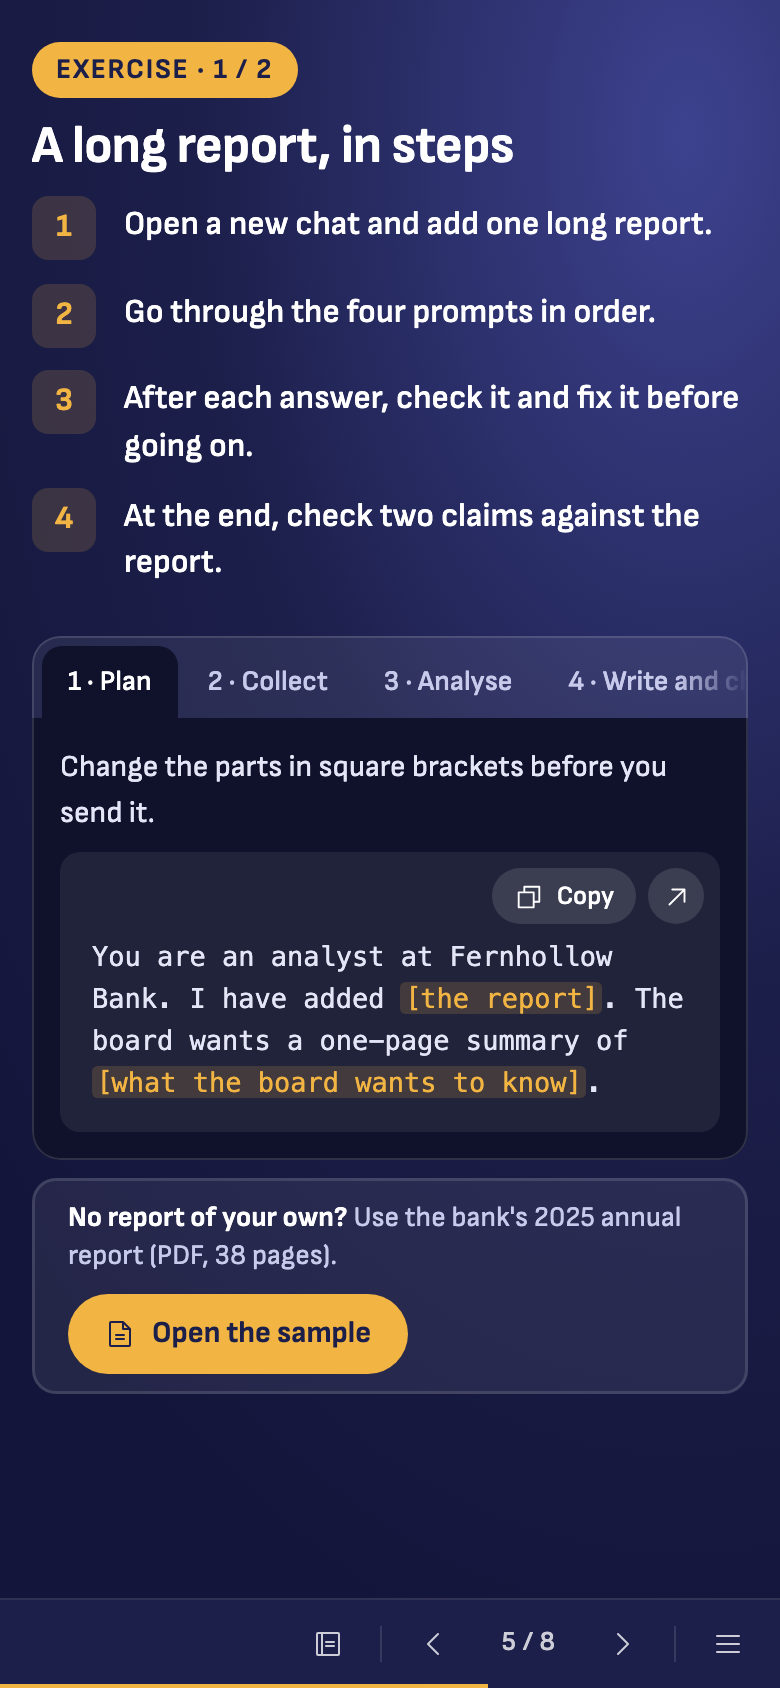 EXERCISE · 1 / 2
A long report, in steps
1 Open a new chat and add one long report.
2 Go through the four prompts in order.
3 After each answer, check it and fix it before
going on.
4 At the end, check two claims against the
report.
1 · Plan 2 · Collect 3 · Analyse 4 · Write and
Change the parts in square brackets before you
send it.
Copy
You are an analyst at Fernhollow
Bank. I have added [the report]. The
board wants a one-page summary of
[what the board wants to know].
No report of your own? Use the bank's 2025 annual
report (PDF, 38 pages).
Open the sample
5 / 8